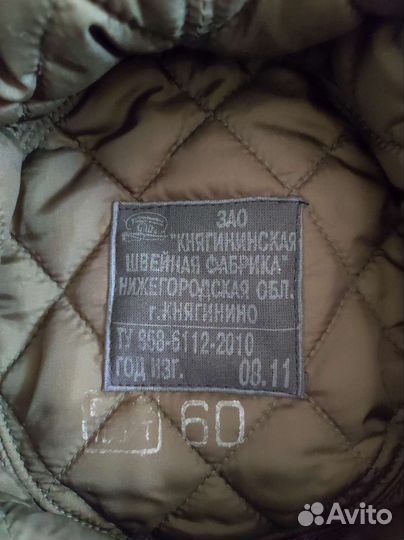 ЗАО
"КНЯГИНИНСКАЯ
ШВЕЙНАЯ ФАБРИКА"
НИЖЕГОРОДСКАЯ ОБЛ.
г.КНЯГИНИНО
ТУ 858-6112-2010
ГОД ИЗГ. 08.11
60
Avito